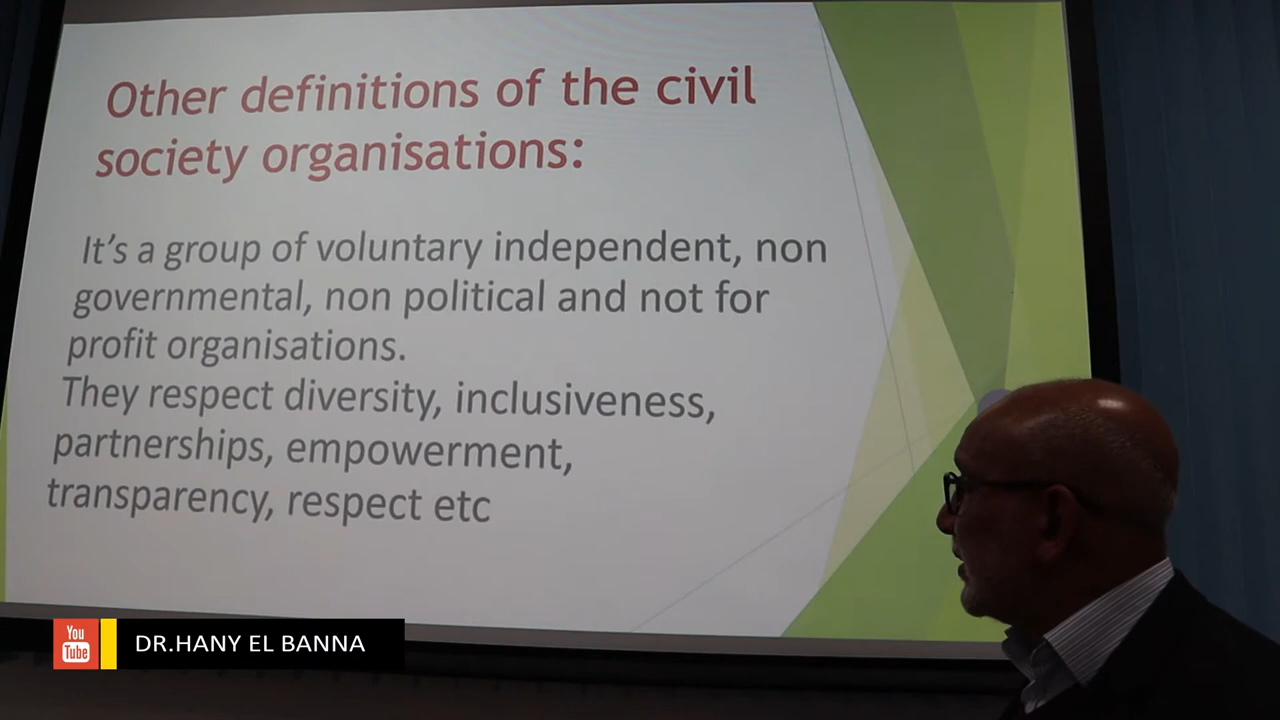 Other definitions of the civil
society organisations:
It's a group of voluntary independent, non
governmental, non political and not for
profit organisations.
They respect diversity, inclusiveness,
partnerships, empowerment,
transparency, respect etc
You
Tube
DR.HANY EL BANNA